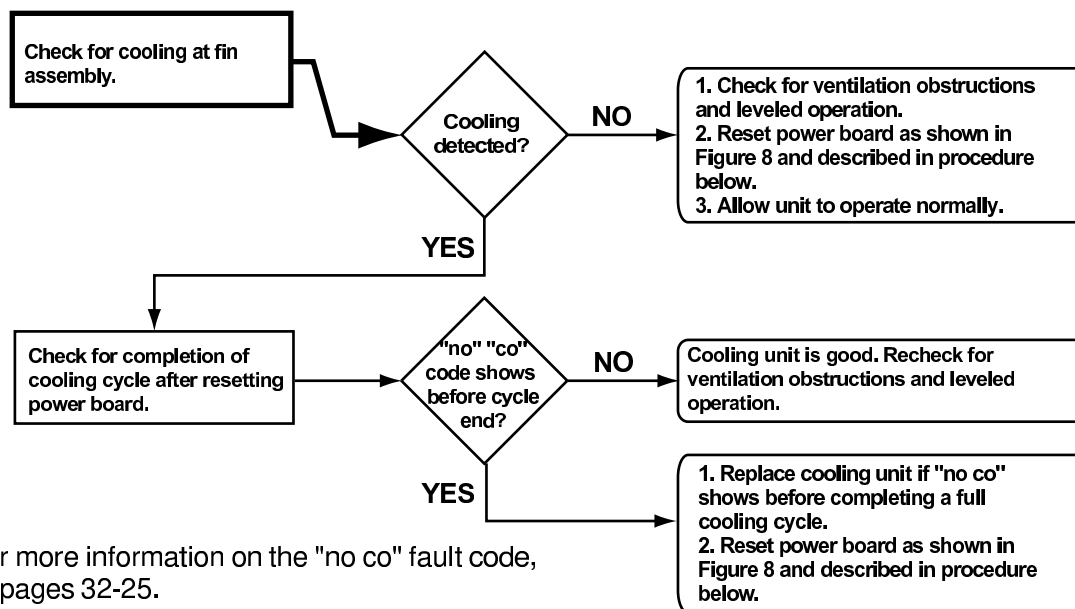 Check for cooling at fin
assembly.
Cooling
detected?
NO
1. Check for ventilation obstructions
and leveled operation.
2. Reset power board as shown in
Figure 8 and described in procedure
below.
3. Allow unit to operate normally.
YES
Check for completion of
cooling cycle after resetting
power board.
"no" "co"
code shows
before cycle
end?
NO
Cooling unit is good. Recheck for
ventilation obstructions and leveled
operation.
YES
1. Replace cooling unit if "no co"
shows before completing a full
cooling cycle.
2. Reset power board as shown in
Figure 8 and described in procedure
below.
r more information on the "no co" fault code,
pages 32-25.